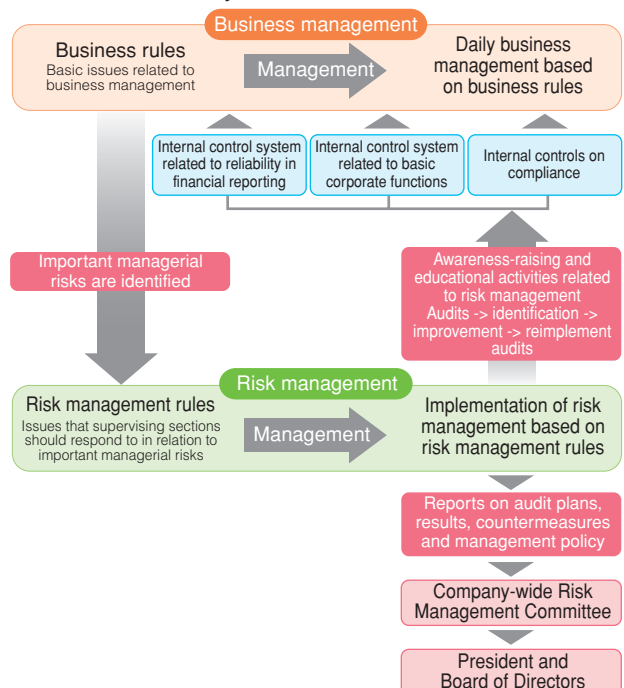 Business management
Business rules
Basic issues related to
business management
Management
Daily business
management based
on business rules
Internal control system
related to reliability in
financial reporting
Internal control system
related to basic
corporate functions
Internal controls on
compliance
Important managerial
risks are identified
Awareness-raising and
educational activities related
to risk management
Audits -> identification ->
improvement -> reimplement
audits
Risk management
Risk management rules
Issues that supervising sections
should respond to in relation to
important managerial risks
Management
Implementation of risk
management based on
risk management rules
Reports on audit plans,
results, countermeasures
and management policy
Company-wide Risk
Management Committee
President and
Board of Directors